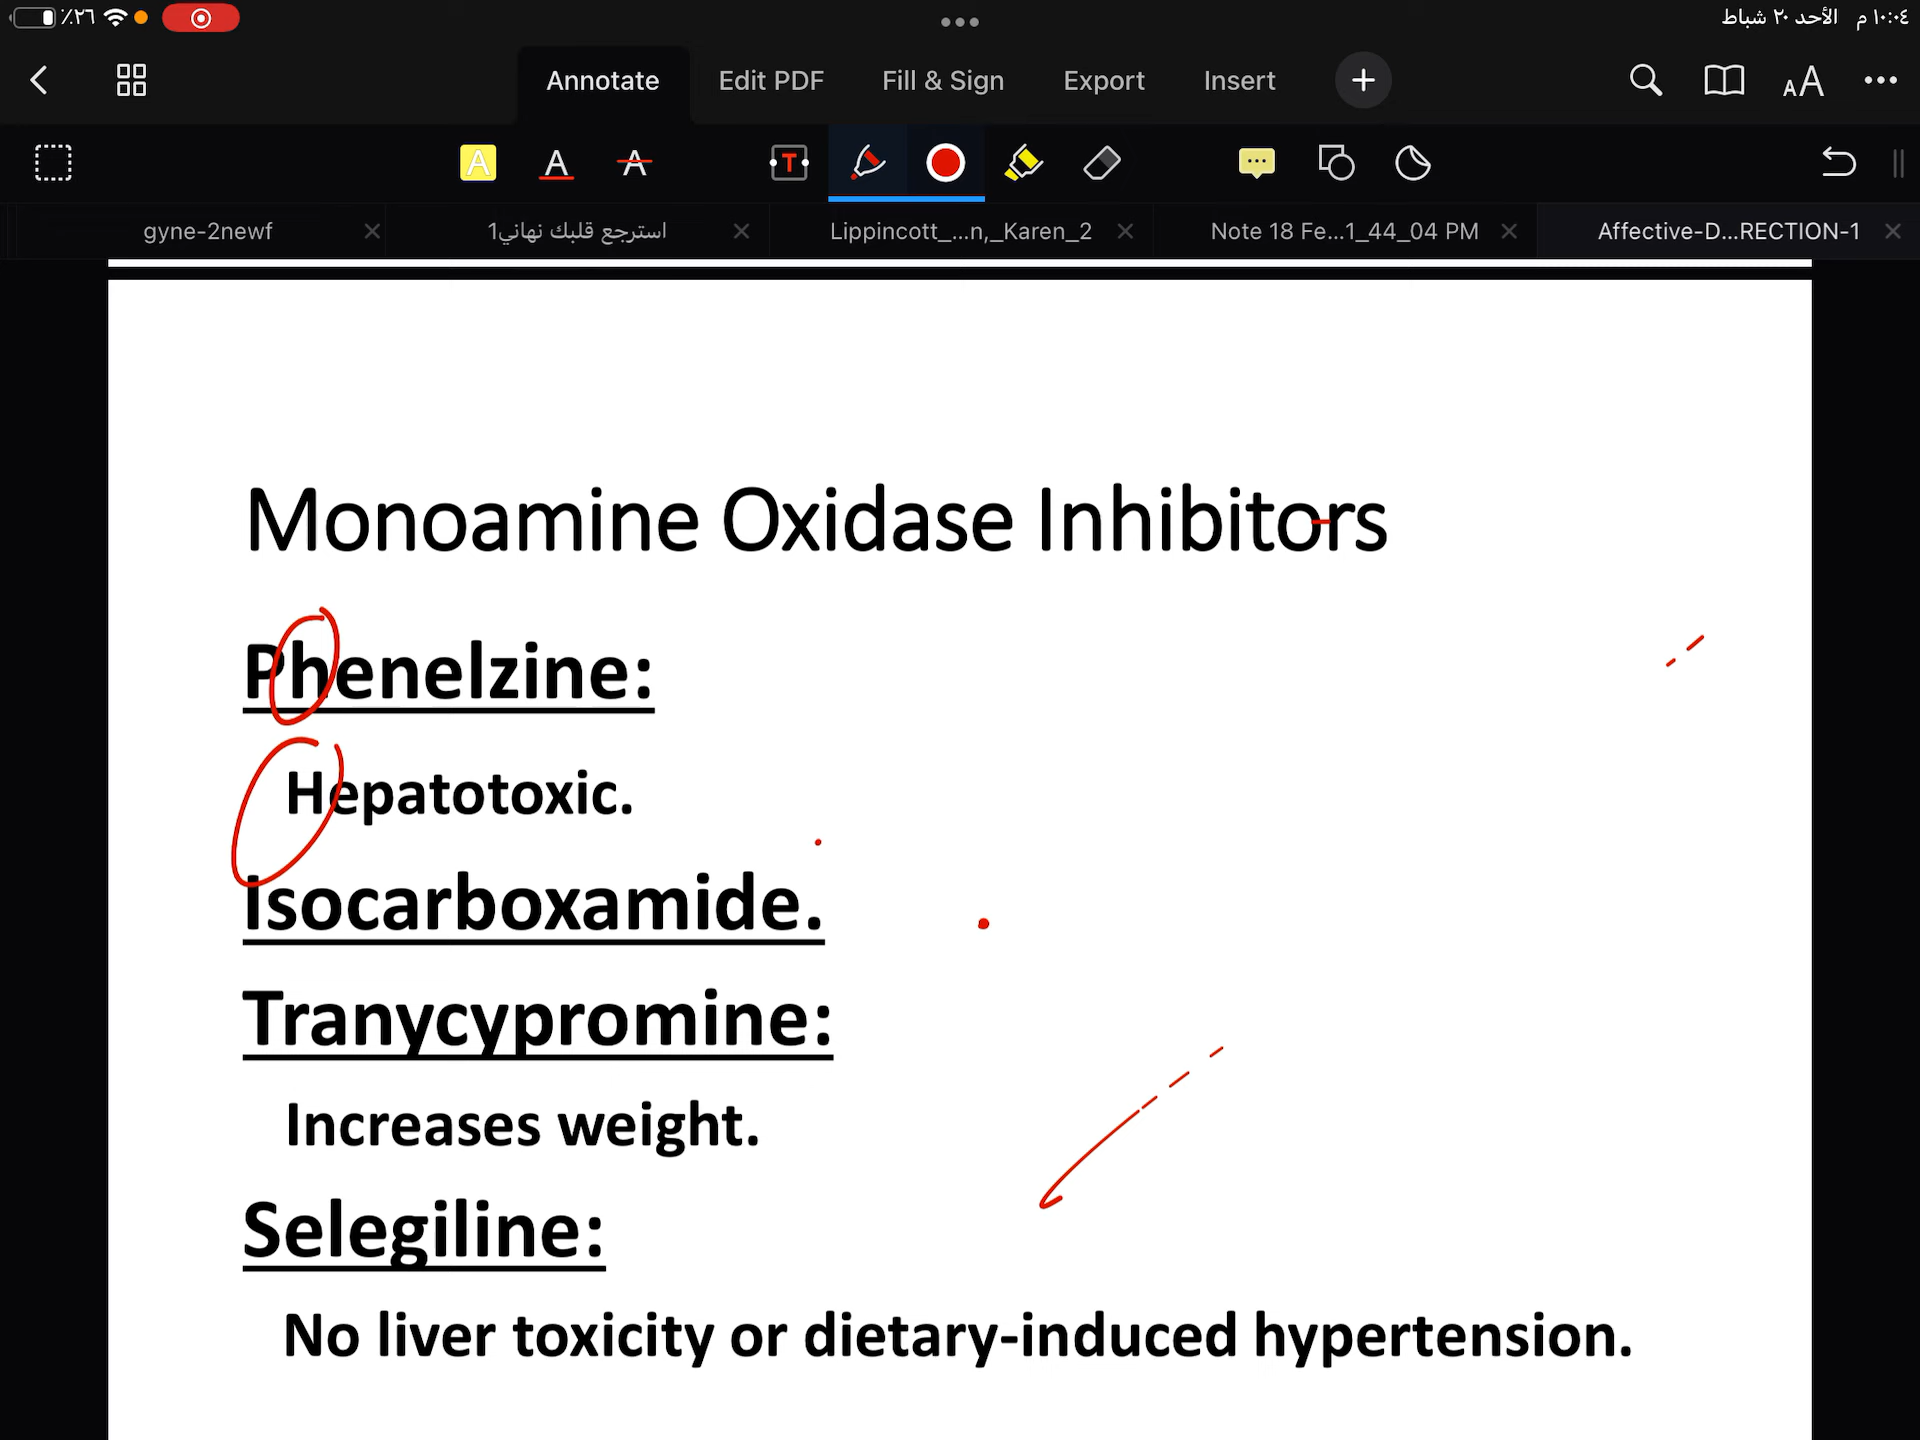 ٪٢٦
١٠:٠٤ م الأحد ٢٠ شباط
Annotate Edit PDF Fill & Sign Export Insert
AA
A A A T
gyne-2newf
استرجع قلبك نهاني1
Lippincott_...n,_Karen_2
Note 18 Fe...1_44_04 PM
Affective-D...RECTION-1
Monoamine Oxidase Inhibitors
Phenelzine:
Hepatotoxic.
Isocarboxamide.
Tranycypromine:
Increases weight.
Selegiline:
No liver toxicity or dietary-induced hypertension.